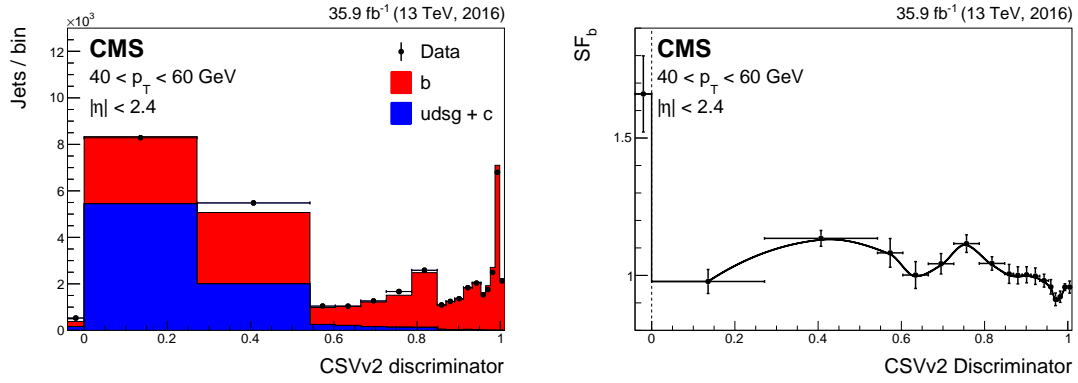 35.9 fb⁻¹ (13 TeV, 2016)
×10³
CMS
40 < p_T < 60 GeV
|η| < 2.4
Data
b
udsg + c
Jets / bin
12
10
8
6
4
2
0
0 0.2 0.4 0.6 0.8 1
CSVv2 discriminator
35.9 fb⁻¹ (13 TeV, 2016)
CMS
40 < p_T < 60 GeV
|η| < 2.4
SF_b
1.5
1
0 0.2 0.4 0.6 0.8 1
CSVv2 Discriminator